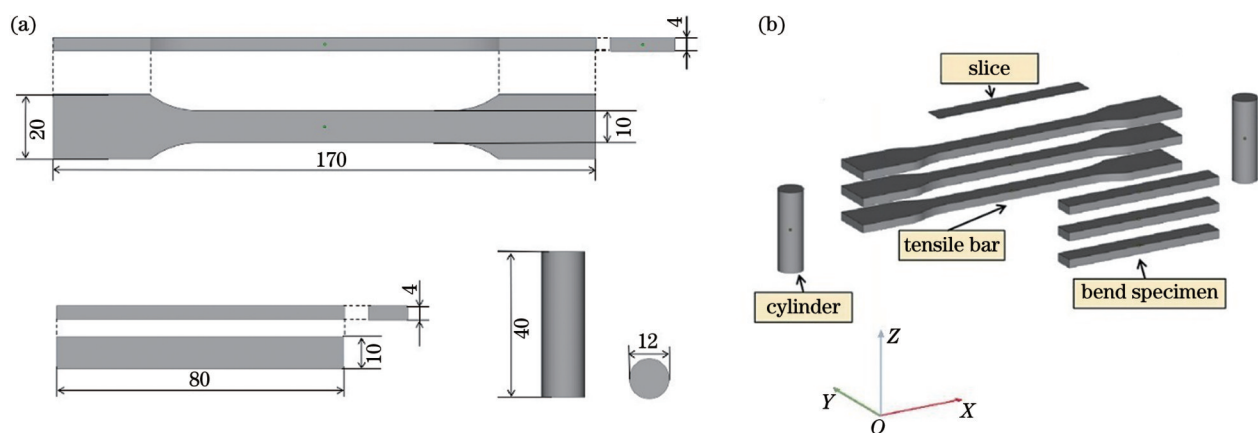 (a)
4
20
10
170
4
10
80
40
12
(b)
slice
tensile bar
cylinder
bend specimen
Z
Y
O
X